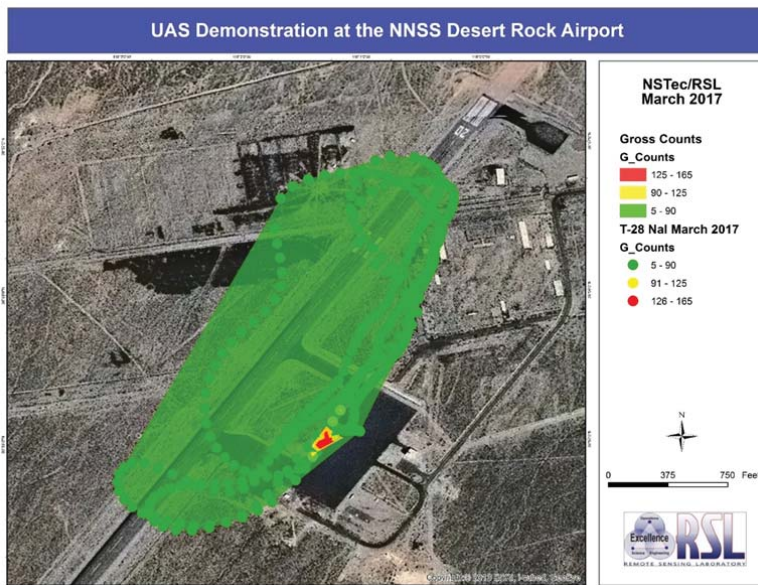 UAS Demonstration at the NNSS Desert Rock Airport
20
NSTec/RSL
March 2017
Gross Counts
G_Counts
125 - 165
90 - 125
5 - 90
T-28 NaI March 2017
G_Counts
5 - 90
91 - 125
126 - 165
N
0 375 750 Feet
Excellence
RSL
REMOTE SENSING LABORATORY